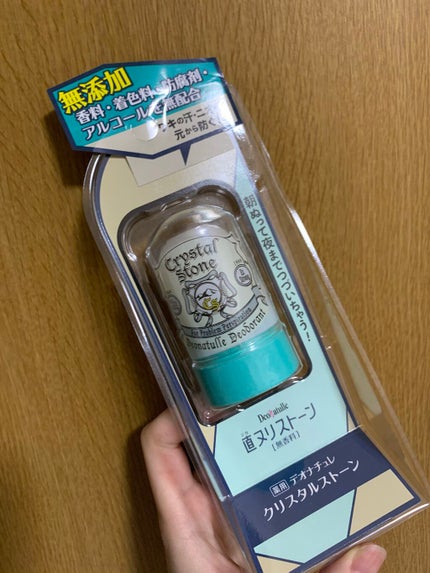 無添加
香料・着色料・防腐剤・
アルコール無配合
ワキの汗・ニ
元から防ぐ
朝ぬって夜までつづいちゃう!
Crystal
Stone
For Problem Perspiration
Deonatulle Deodorant
Deonatulle
直ヌリストーン
[無香料]
薬用 デオナチュレ
クリスタルストーン